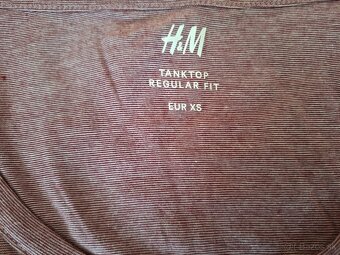 H&M
TANKTOP
REGULAR FIT
EUR XS